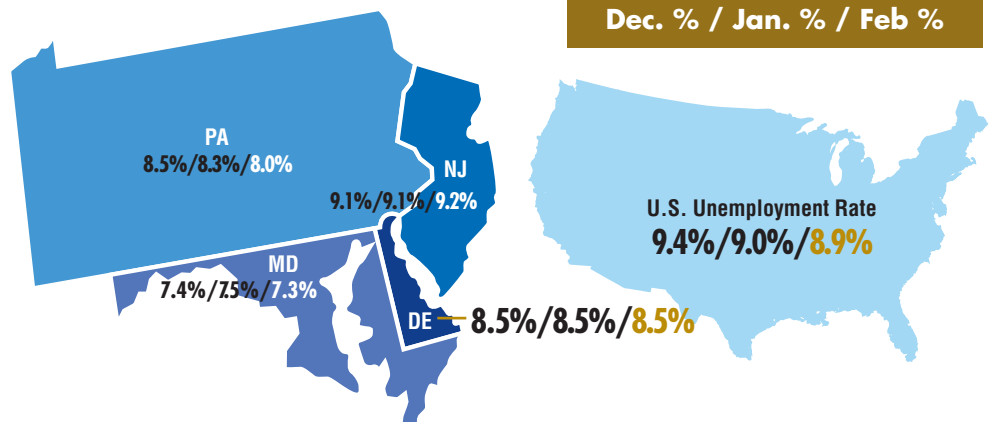 Dec. % / Jan. % / Feb %
PA
8.5%/8.3%/8.0%
NJ
9.1%/9.1%/9.2%
U.S. Unemployment Rate
9.4%/9.0%/8.9%
MD
7.4%/7.5%/7.3%
DE
8.5%/8.5%/8.5%